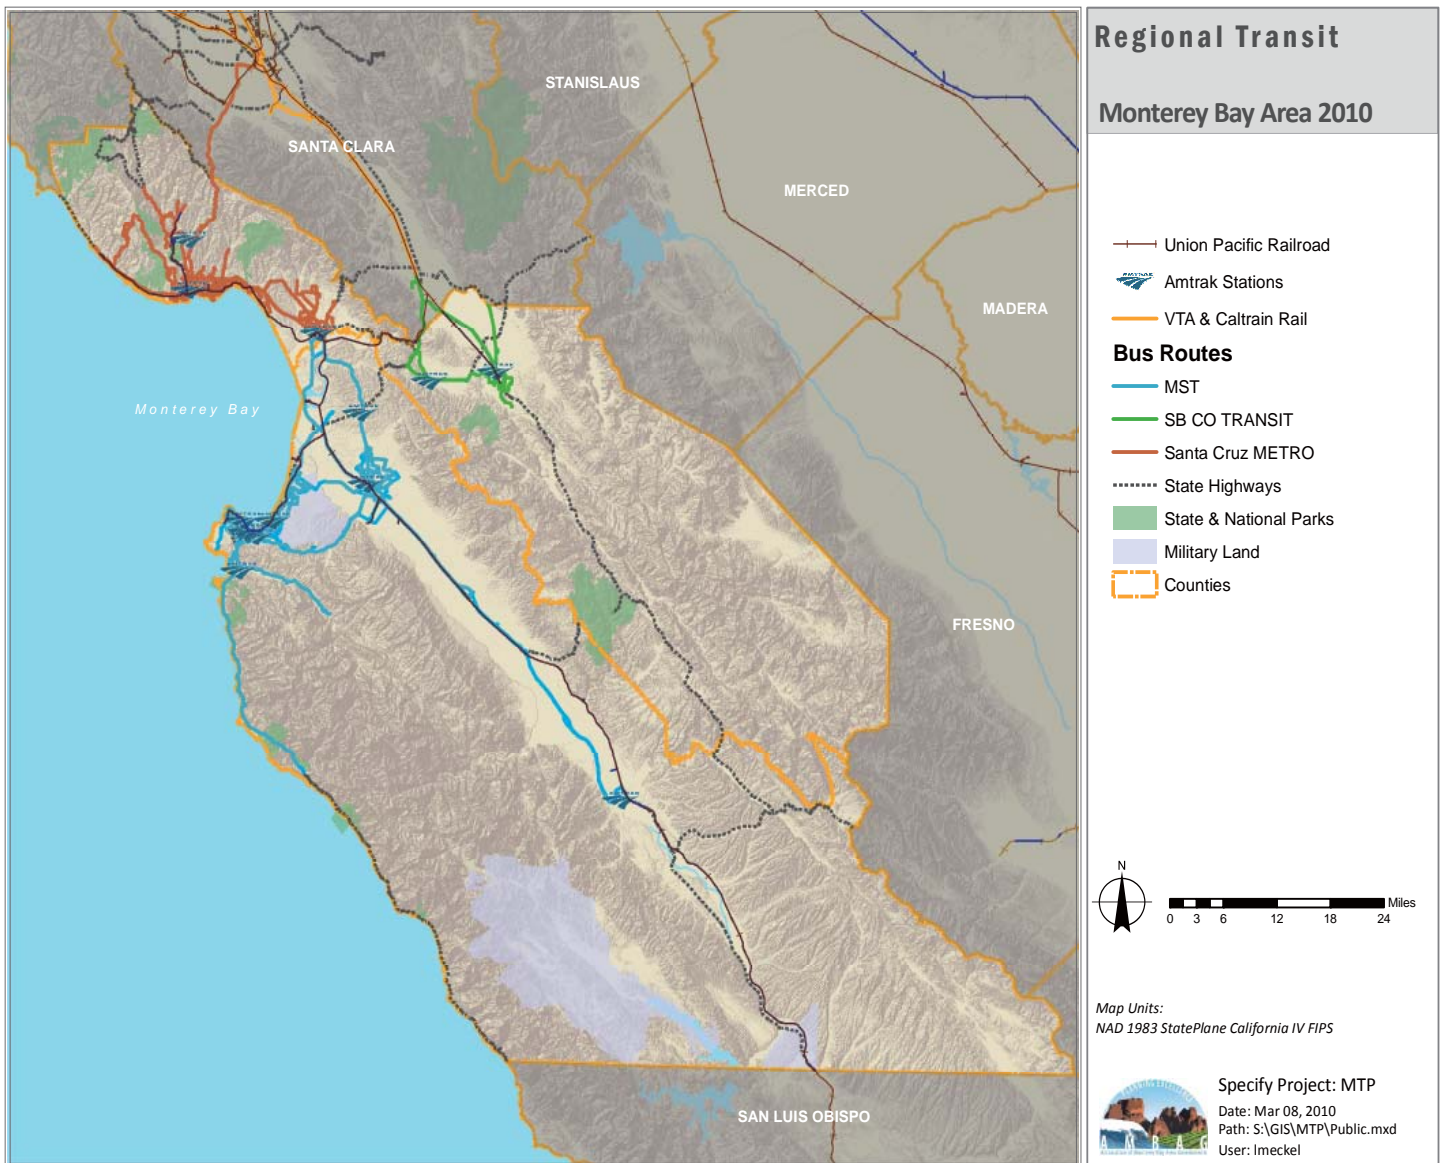 Regional Transit
Monterey Bay Area 2010
STANISLAUS
SANTA CLARA
MERCED
MADERA
Monterey Bay
FRESNO
SAN LUIS OBISPO
Union Pacific Railroad
Amtrak Stations
VTA & Caltrain Rail
Bus Routes
MST
SB CO TRANSIT
Santa Cruz METRO
State Highways
State & National Parks
Military Land
Counties
N
Miles
0 3 6 12 18 24
Map Units:
NAD 1983 StatePlane California IV FIPS
AMBAG
Specify Project: MTP
Date: Mar 08, 2010
Path: S:\GIS\MTP\Public.mxd
User: lmeckel